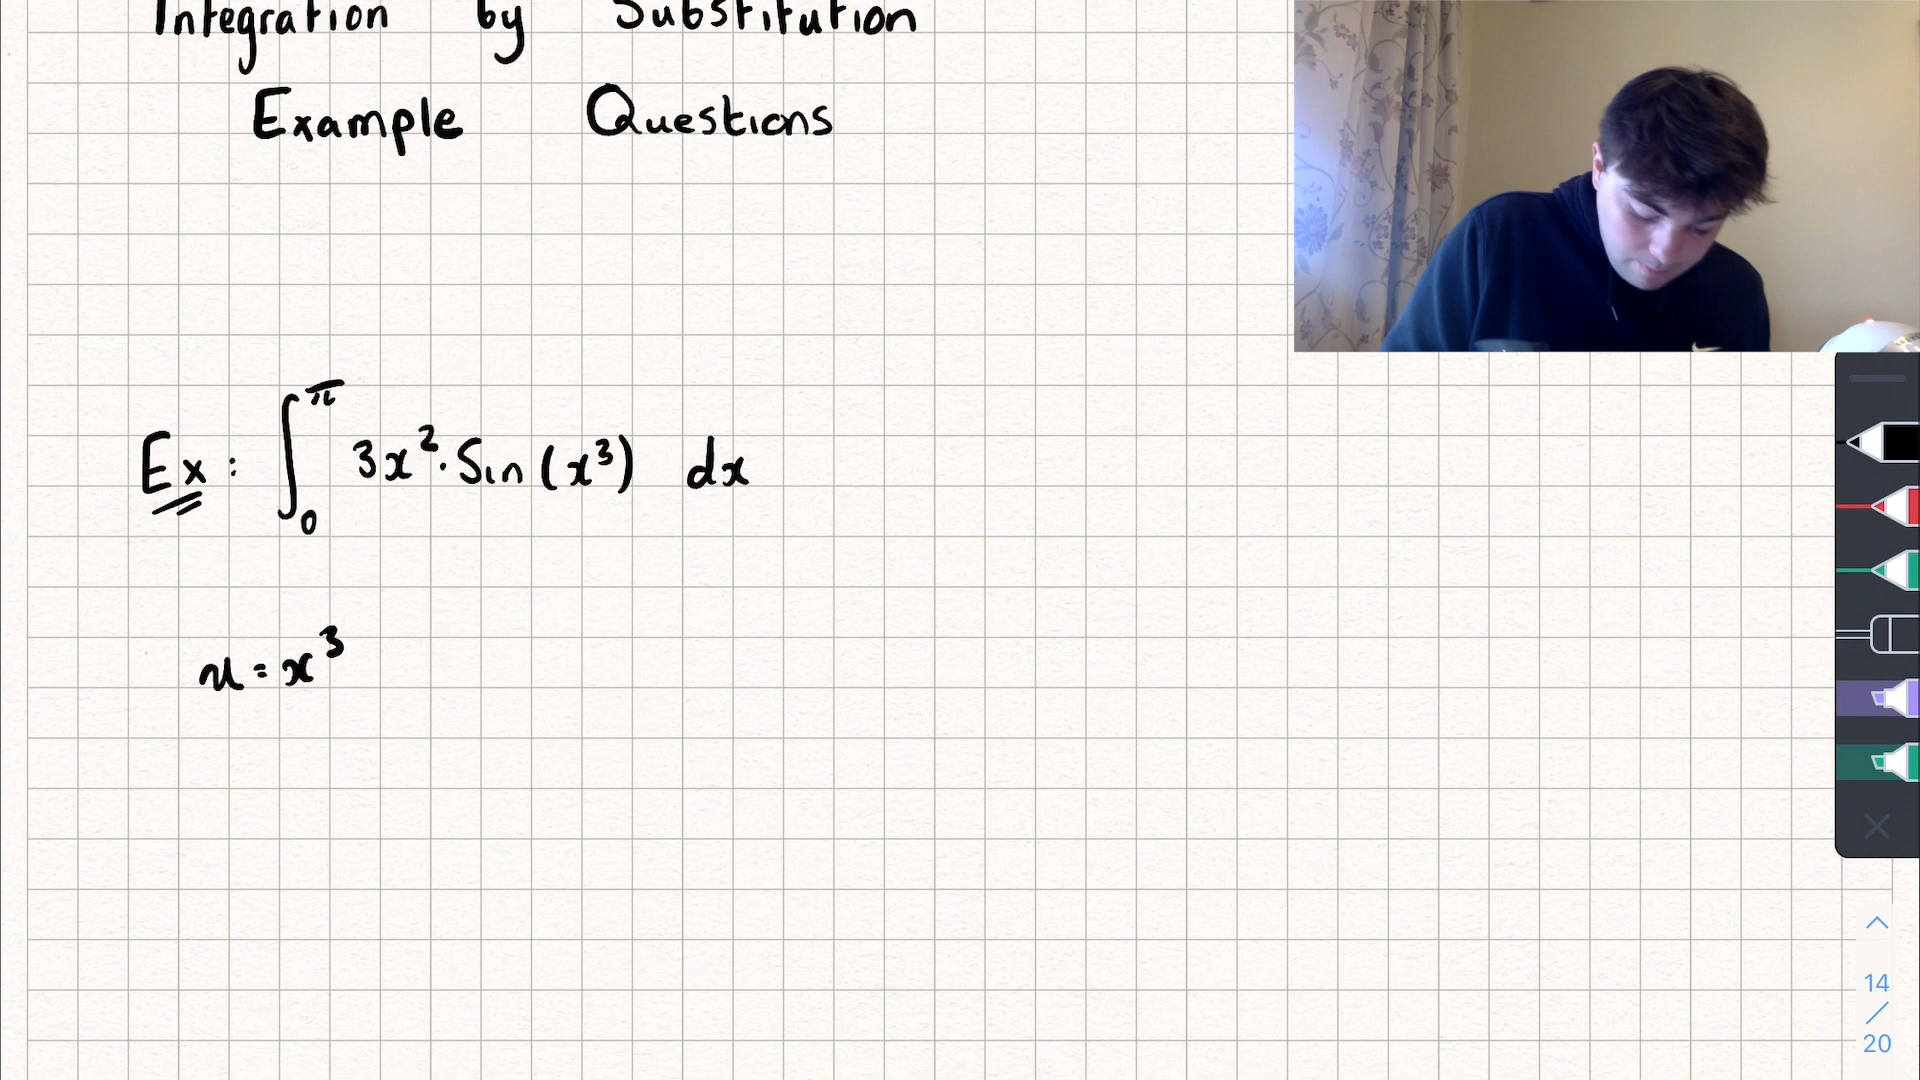 Integration by Substitution
Example Questions
Ex: ∫₀^π 3x²·Sin(x³) dx
u = x³
14
/
20